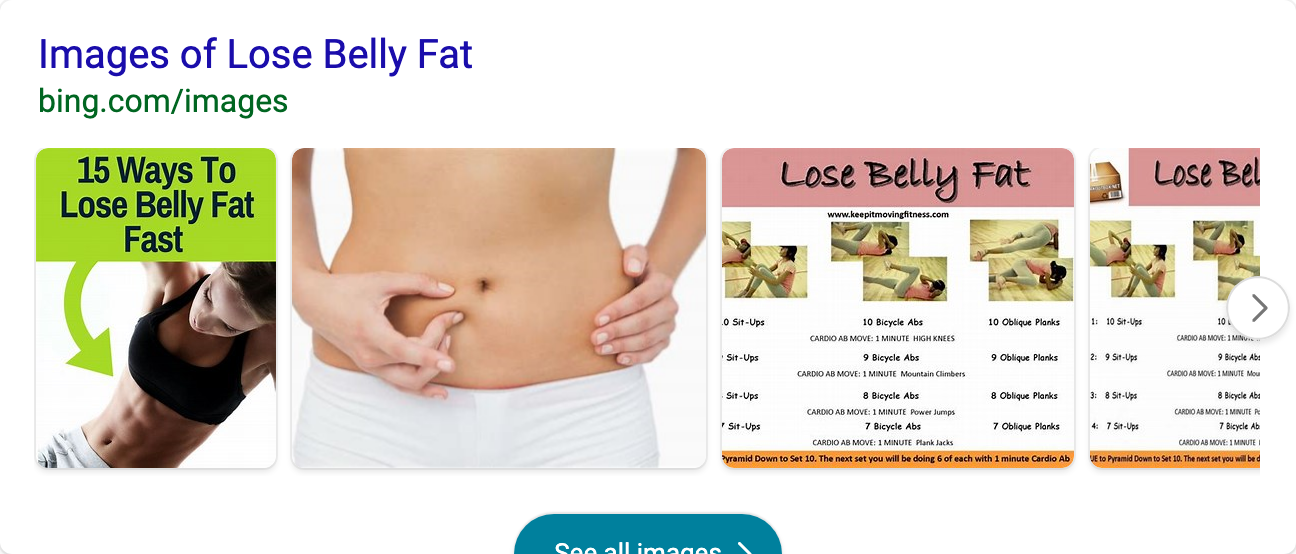 Images of Lose Belly Fat
bing.com/images
15 Ways To
Lose Belly Fat
Fast
Lose Belly Fat
www.keepitmovingfitness.com
0 Sit-Ups 10 Bicycle Abs 10 Oblique Planks
CARDIO AB MOVE: 1 MINUTE HIGH KNEES
Sit-Ups 9 Bicycle Abs 9 Oblique Planks
CARDIO AB MOVE: 1 MINUTE Mountain Climbers
Sit-Ups 8 Bicycle Abs 8 Oblique Planks
CARDIO AB MOVE: 1 MINUTE Power Jumps
7 Sit-Ups 7 Bicycle Abs 7 Oblique Planks
CARDIO AB MOVE: 1 MINUTE Plank Jacks
Pyramid Down to Set 10. The next set you will be doing 6 of each with 1 minute Cardio Ab
Lose Bel
1: 10 Sit-Ups 10
CARDIO AB MOVE: 1 MINUT
2: 9 Sit-Ups 9 Bicycle Abs
CARDIO AB MOVE: 1 MINUTE Mou
3: 8 Sit-Ups 8 Bicycle Abs
CARDIO AB MOVE: 1 MINUTE Po
4: 7 Sit-Ups 7 Bicycle Ab
CARDIO AB MOVE: 1 MINUTE
UE to Pyramid Down to Set 10. The next set you will be d
See all images